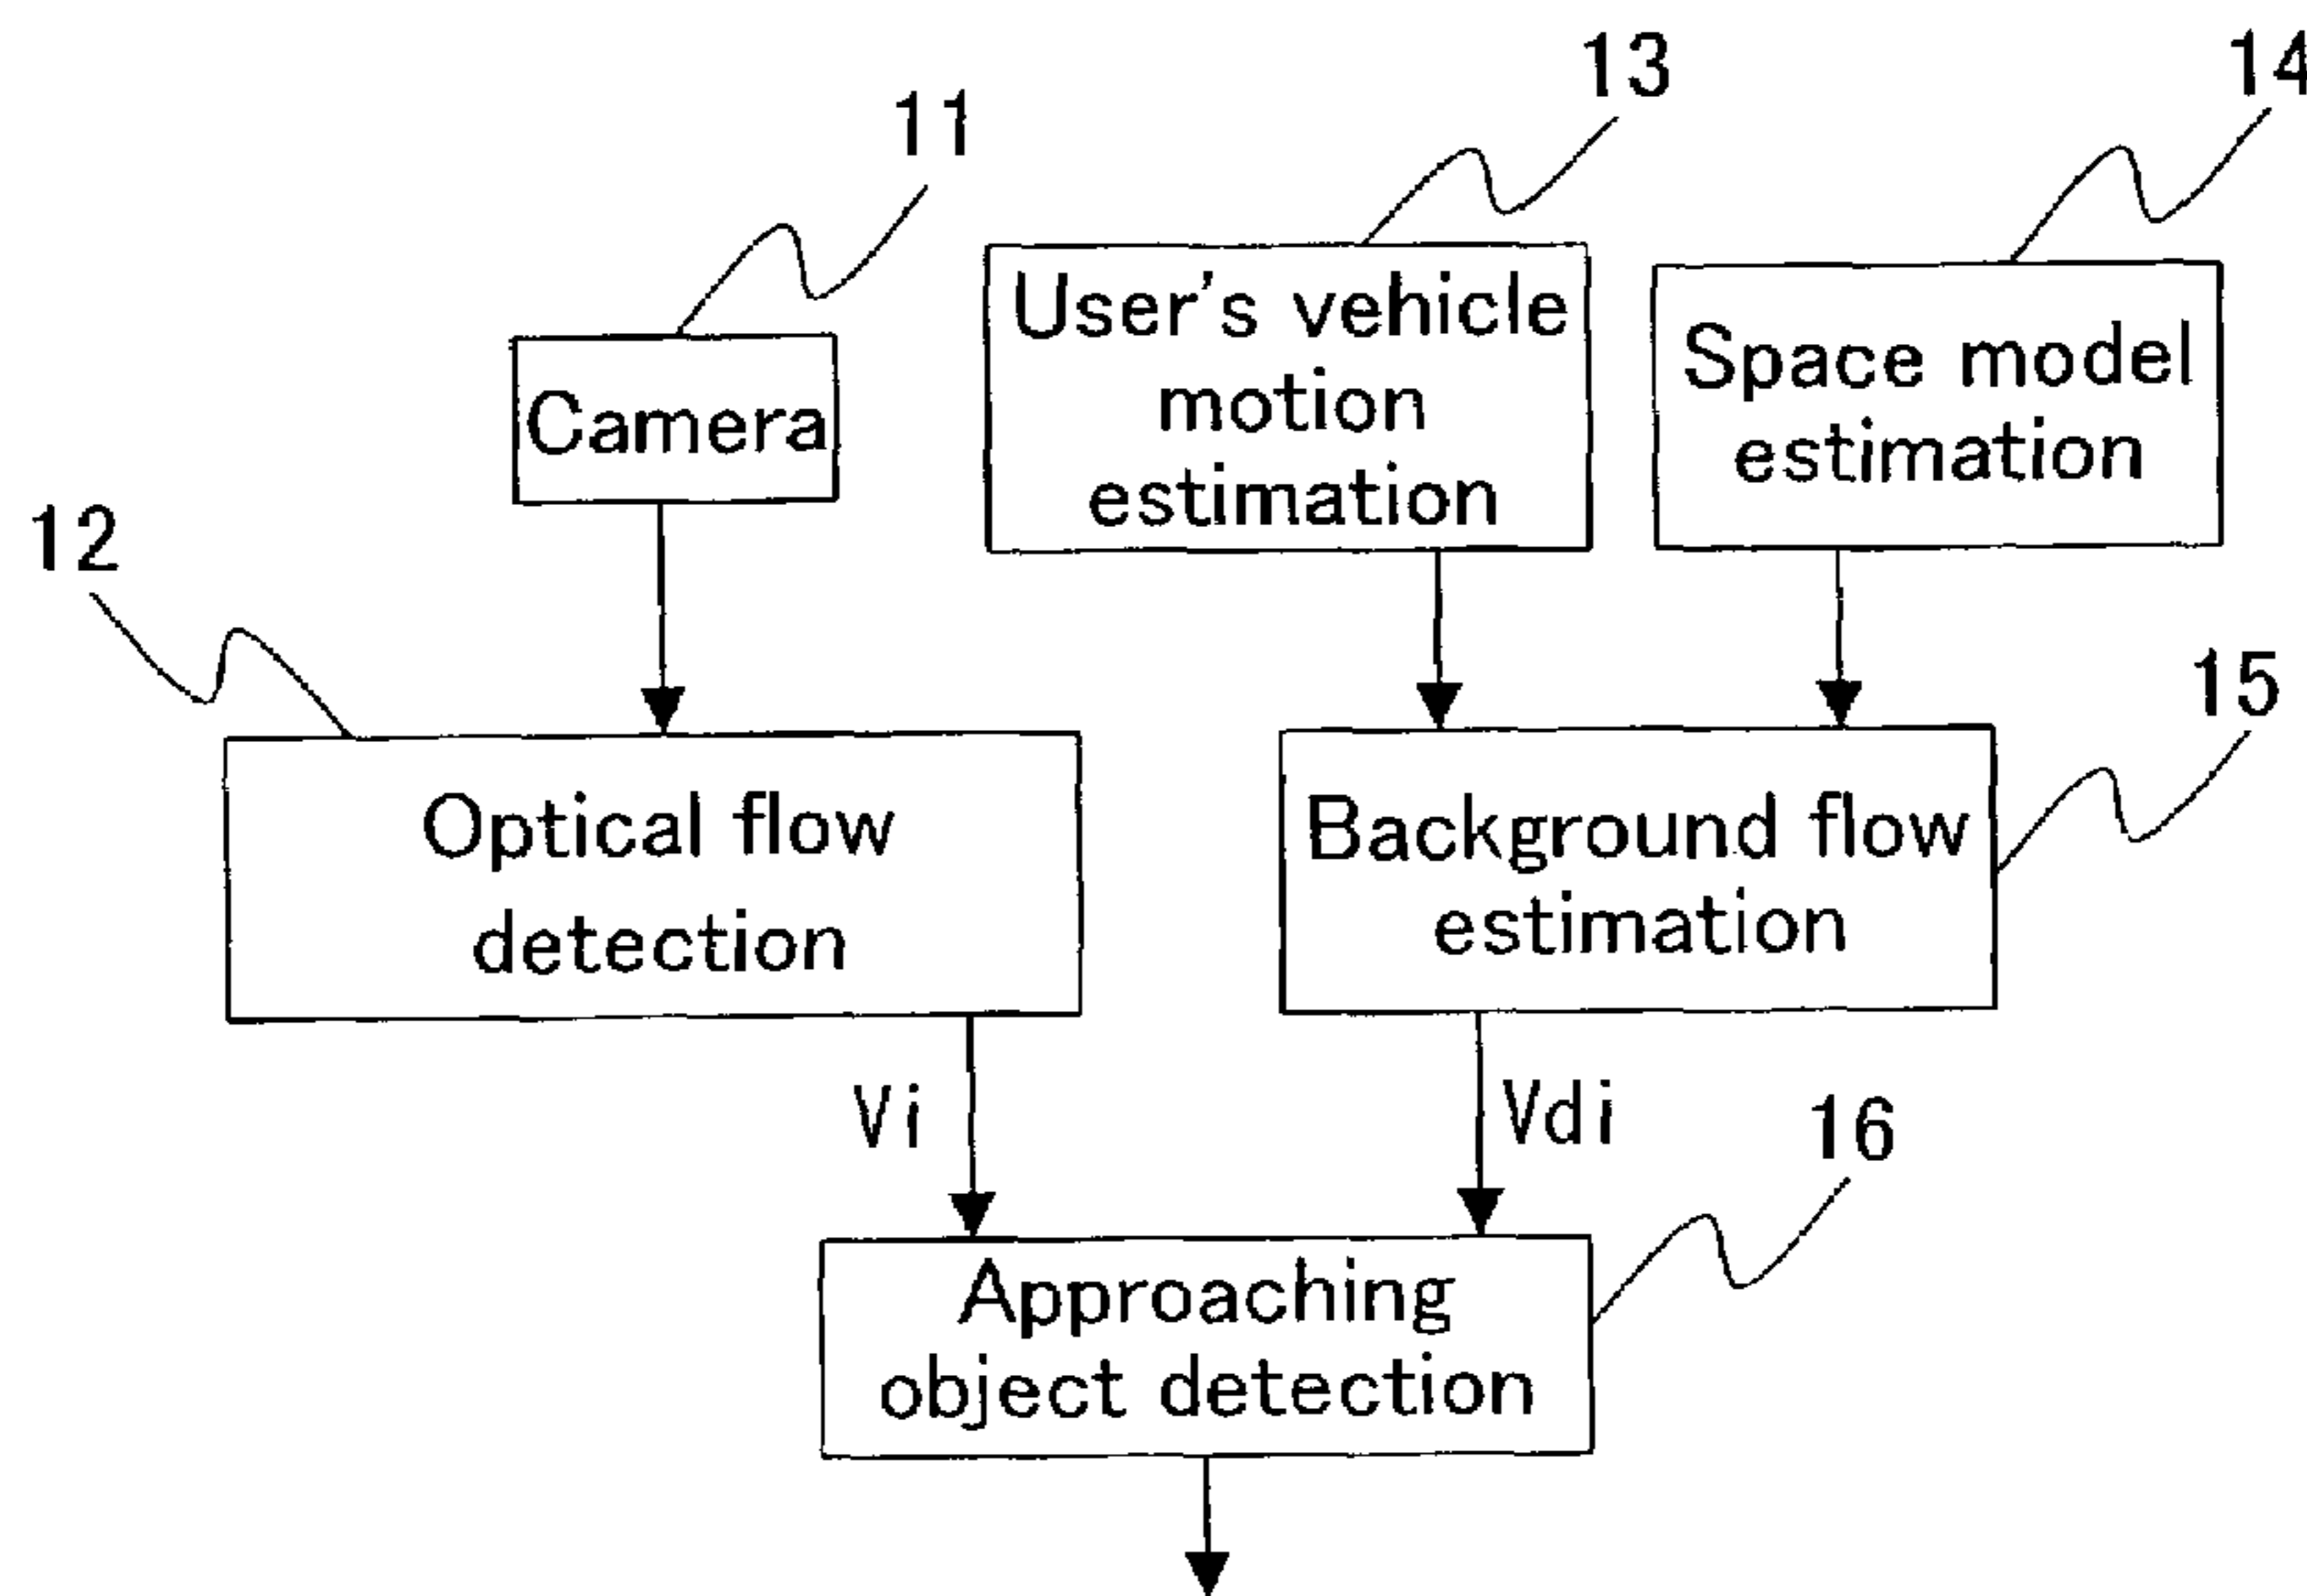 13
14
11
User's vehicle
motion
estimation
Space model
estimation
Camera
12
15
Optical flow
detection
Background flow
estimation
Vi
Vdi
16
Approaching
object detection